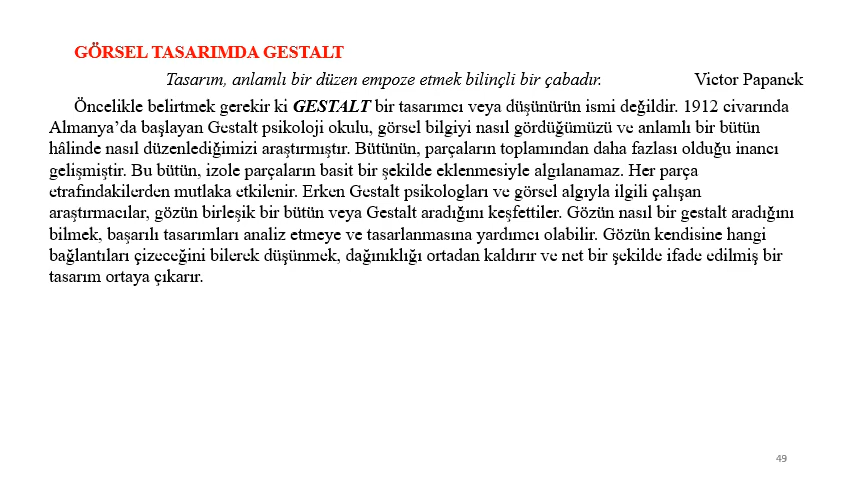 GÖRSEL TASARIMDA GESTALT
Tasarım, anlamlı bir düzen empoze etmek bilinçli bir çabadır. Victor Papanek
Öncelikle belirtmek gerekir ki GESTALT bir tasarımcı veya düşünürün ismi değildir. 1912 civarında
Almanya’da başlayan Gestalt psikoloji okulu, görsel bilgiyi nasıl gördüğümüzü ve anlamlı bir bütün
hâlinde nasıl düzenlediğimizi araştırmıştır. Bütünün, parçaların toplamından daha fazlası olduğu inancı
gelişmiştir. Bu bütün, izole parçaların basit bir şekilde eklenmesiyle algılanamaz. Her parça
etrafındakilerden mutlaka etkilenir. Erken Gestalt psikologları ve görsel algıyla ilgili çalışan
araştırmacılar, gözün birleşik bir bütün veya Gestalt aradığını keşfettiler. Gözün nasıl bir gestalt aradığını
bilmek, başarılı tasarımları analiz etmeye ve tasarlanmasına yardımcı olabilir. Gözün kendisine hangi
bağlantıları çizeceğini bilerek düşünmek, dağınıklığı ortadan kaldırır ve net bir şekilde ifade edilmiş bir
tasarım ortaya çıkarır.
49